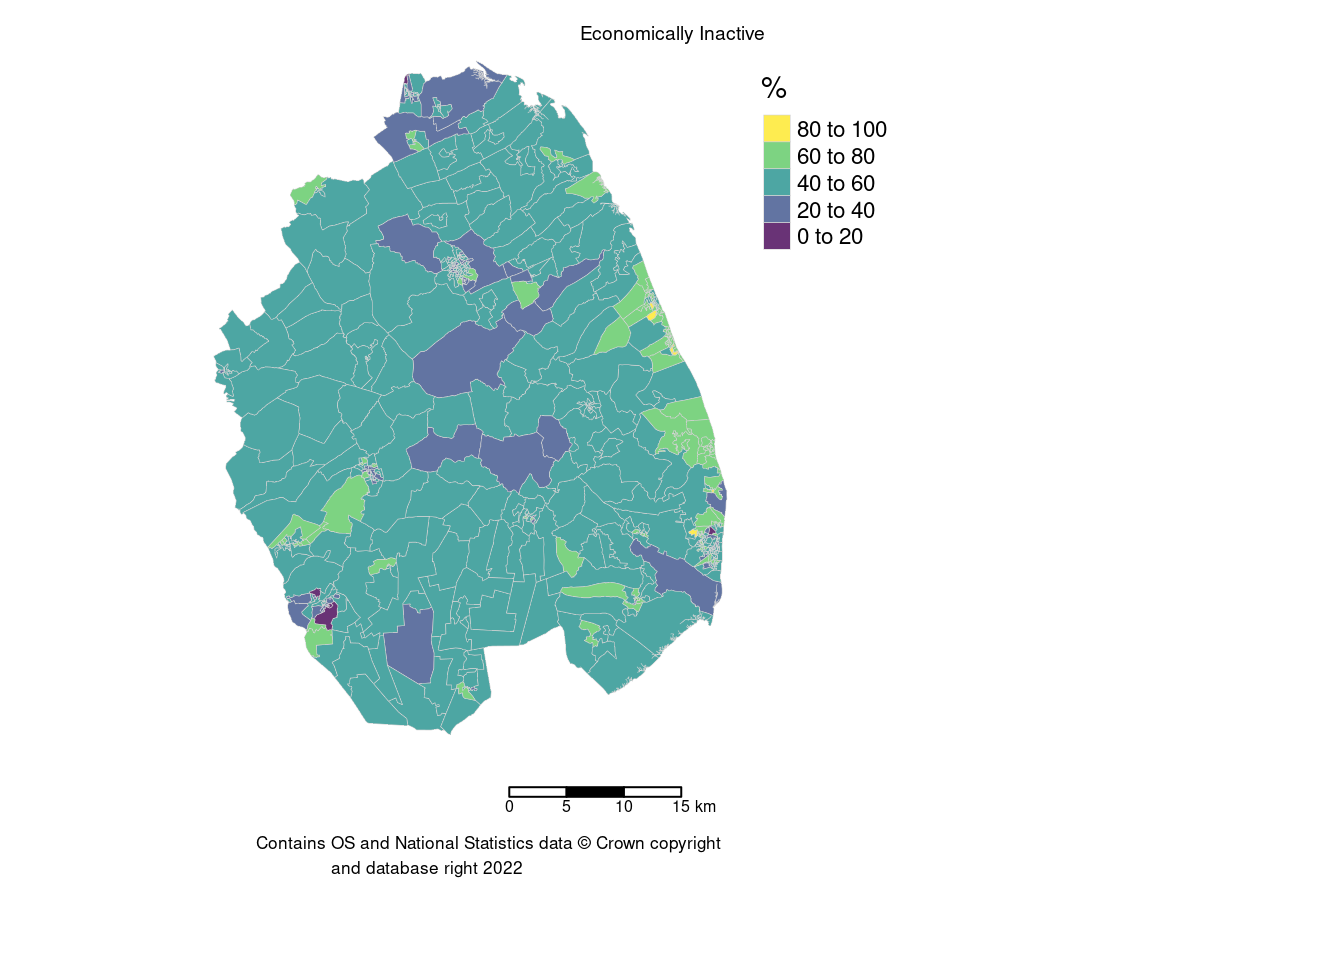 Economically Inactive
%
80 to 100
60 to 80
40 to 60
20 to 40
0 to 20
0 5 10 15 km
Contains OS and National Statistics data © Crown copyright
and database right 2022